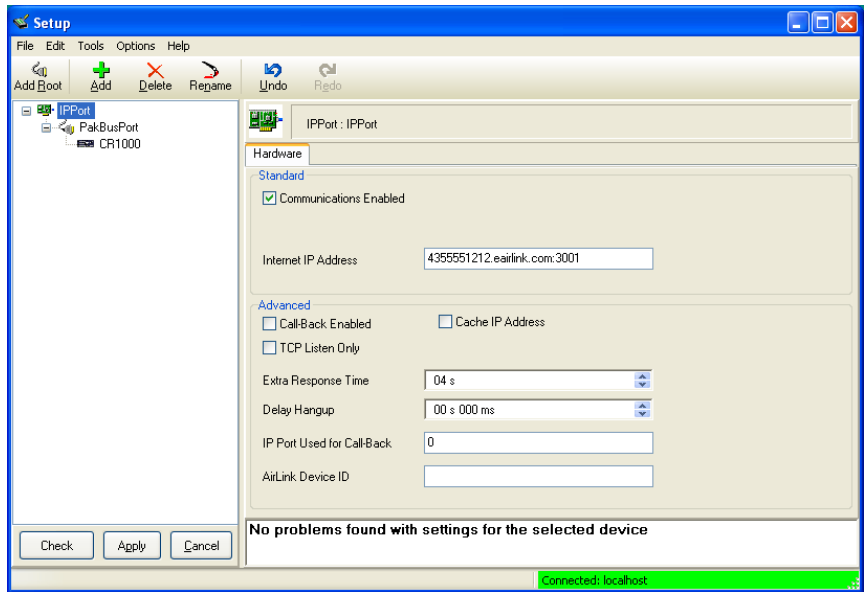 Setup
File Edit Tools Options Help
Add Root Add Delete Rename Undo Redo
IPPort
PakBusPort
CR1000
IPPort : IPPort
Hardware
Standard
Communications Enabled
Internet IP Address 4355551212.eairlink.com:3001
Advanced
Call-Back Enabled Cache IP Address
TCP Listen Only
Extra Response Time 04 s
Delay Hangup 00 s 000 ms
IP Port Used for Call-Back 0
AirLink Device ID
Check Apply Cancel
No problems found with settings for the selected device
Connected: localhost